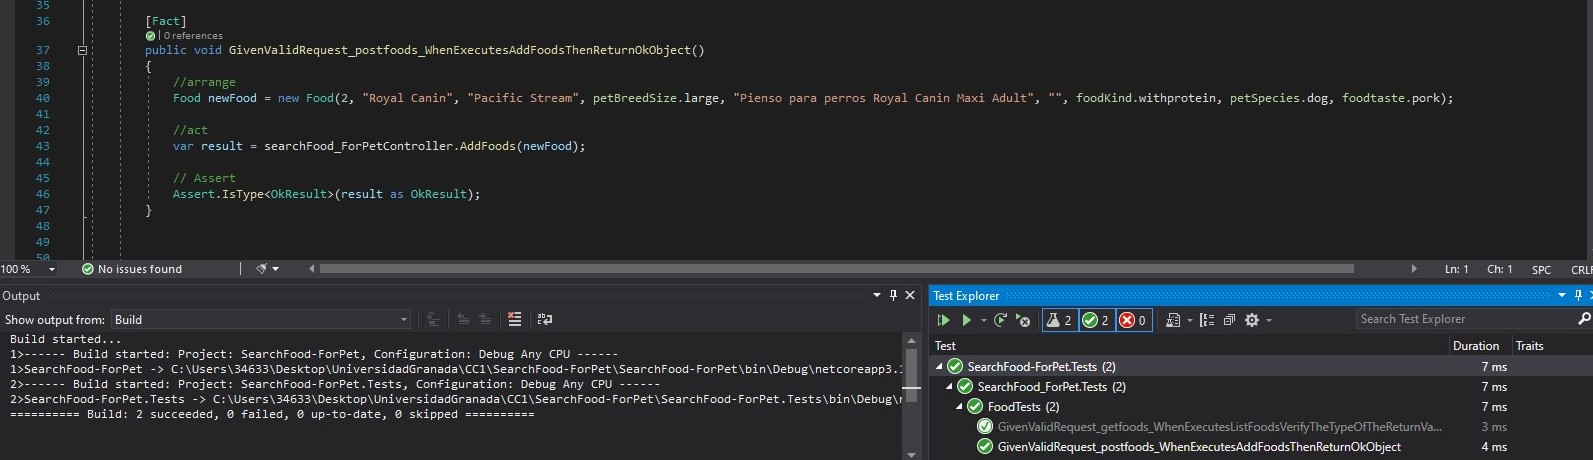 35
36 [Fact]
0 references
37 public void GivenValidRequest_postfoods_WhenExecutesAddFoodsThenReturnOkObject()
38 {
39 //arrange
40 Food newFood = new Food(2, "Royal Canin", "Pacific Stream", petBreedSize.large, "Pienso para perros Royal Canin Maxi Adult", "", foodKind.withprotein, petSpecies.dog, foodtaste.pork);
41
42 //act
43 var result = searchFood_ForPetController.AddFoods(newFood);
44
45 // Assert
46 Assert.IsType<OkResult>(result as OkResult);
47 }
48
49
50
100 % No issues found Ln: 1 Ch: 1 SPC CRLF
Output
Show output from: Build
Build started...
1>------ Build started: Project: SearchFood-ForPet, Configuration: Debug Any CPU ------
1>SearchFood-ForPet -> C:\Users\34633\Desktop\UniversidadGranada\CC1\SearchFood-ForPet\SearchFood-ForPet\bin\Debug\netcoreapp3.1
2>------ Build started: Project: SearchFood-ForPet.Tests, Configuration: Debug Any CPU ------
2>SearchFood-ForPet.Tests -> C:\Users\34633\Desktop\UniversidadGranada\CC1\SearchFood-ForPet\SearchFood-ForPet.Tests\bin\Debug\
========== Build: 2 succeeded, 0 failed, 0 up-to-date, 0 skipped ==========
Test Explorer
2 2 0 Search Test Explorer
Test Duration Traits
SearchFood-ForPet.Tests (2) 7 ms
SearchFood_ForPet.Tests (2) 7 ms
FoodTests (2) 7 ms
GivenValidRequest_getfoods_WhenExecutesListFoodsVerifyTheTypeOfTheReturnVa... 3 ms
GivenValidRequest_postfoods_WhenExecutesAddFoodsThenReturnOkObject 4 ms